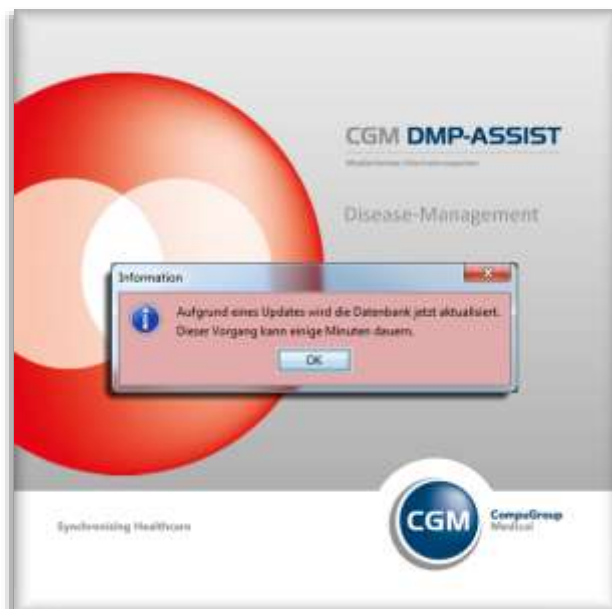 CGM DMP-ASSIST
Disease-Management
Information
Aufgrund eines Updates wird die Datenbank jetzt aktualisiert.
Dieser Vorgang kann einige Minuten dauern.
OK
Synchronizing Healthcare
CGM
CompuGroup
Medical